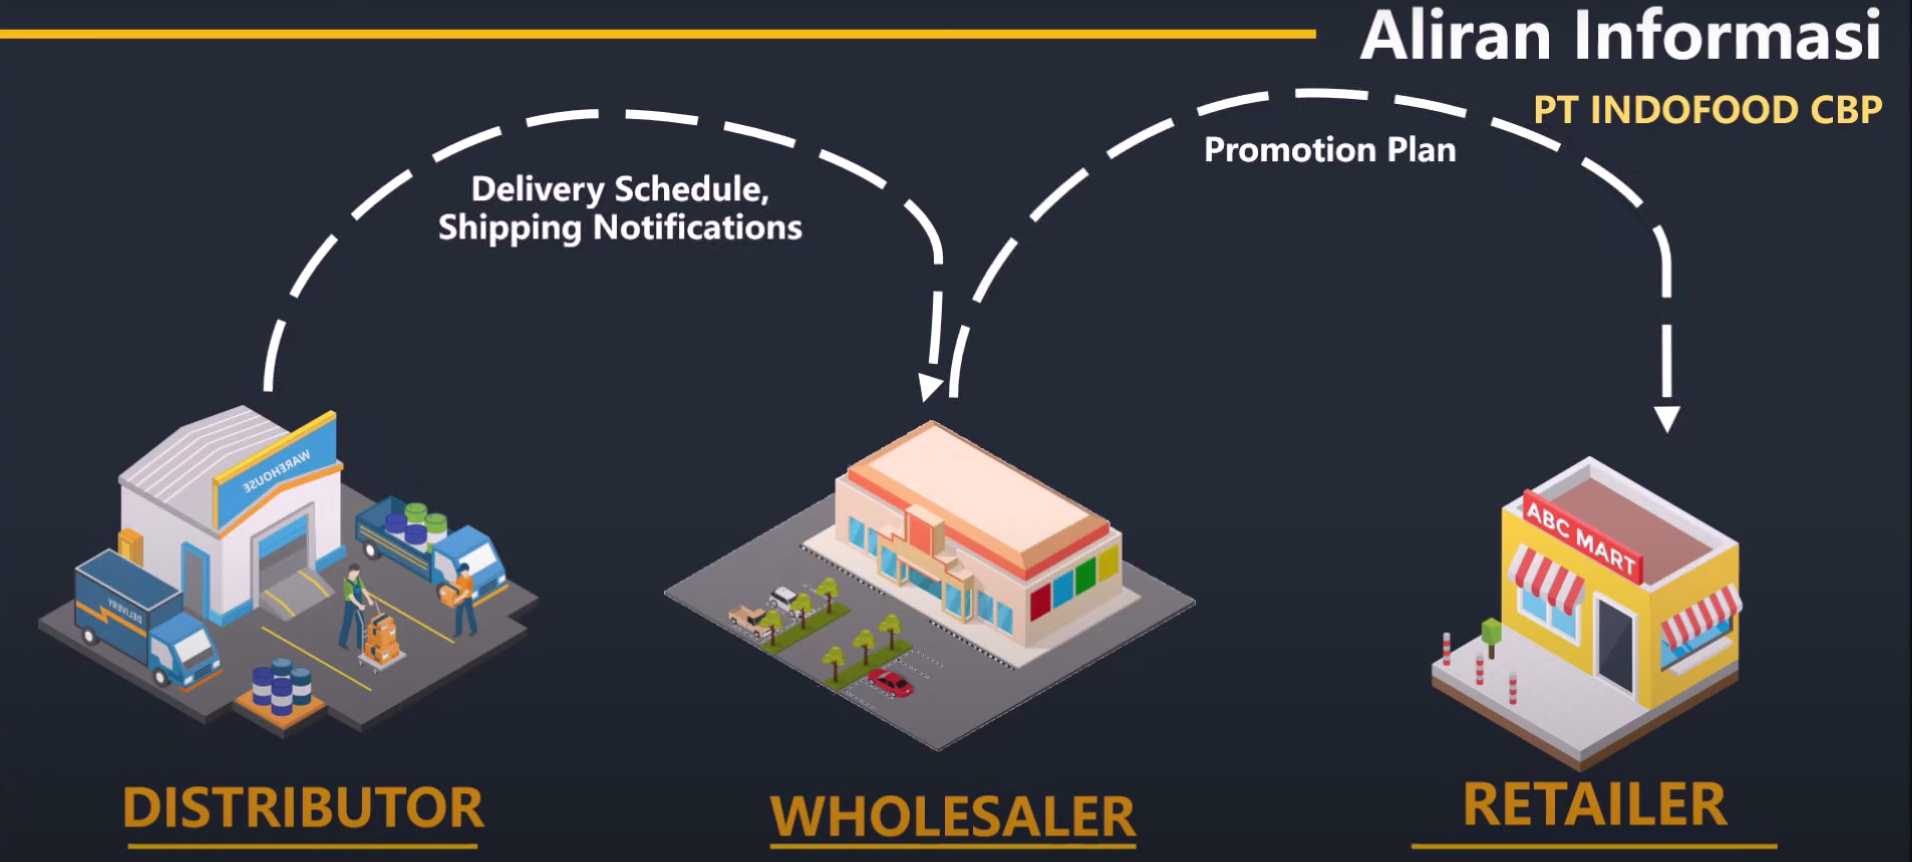 Aliran Informasi
PT INDOFOOD CBP
Delivery Schedule,
Shipping Notifications
Promotion Plan
WAREHOUSE
DELIVERY
ABC MART
DISTRIBUTOR
WHOLESALER
RETAILER